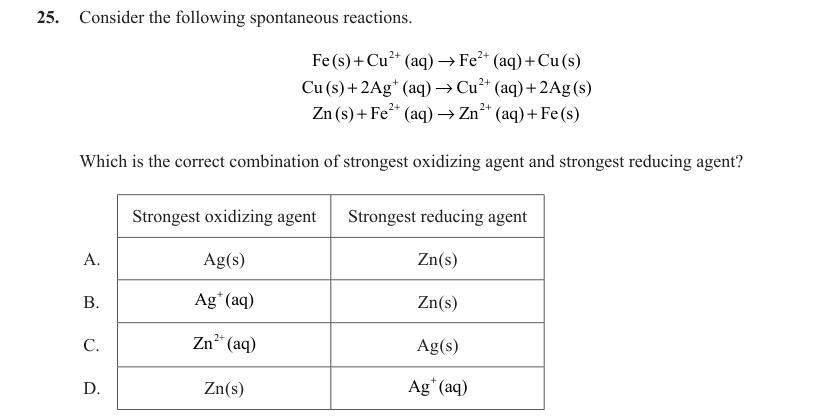 25. Consider the following spontaneous reactions.
Fe(s) + Cu²⁺ (aq) → Fe²⁺ (aq) + Cu(s)
Cu(s) + 2Ag⁺ (aq) → Cu²⁺ (aq) + 2Ag(s)
Zn(s) + Fe²⁺ (aq) → Zn²⁺ (aq) + Fe(s)
Which is the correct combination of strongest oxidizing agent and strongest reducing agent?
Strongest oxidizing agent Strongest reducing agent
A. Ag(s) Zn(s)
B. Ag⁺ (aq) Zn(s)
C. Zn²⁺ (aq) Ag(s)
D. Zn(s) Ag⁺ (aq)